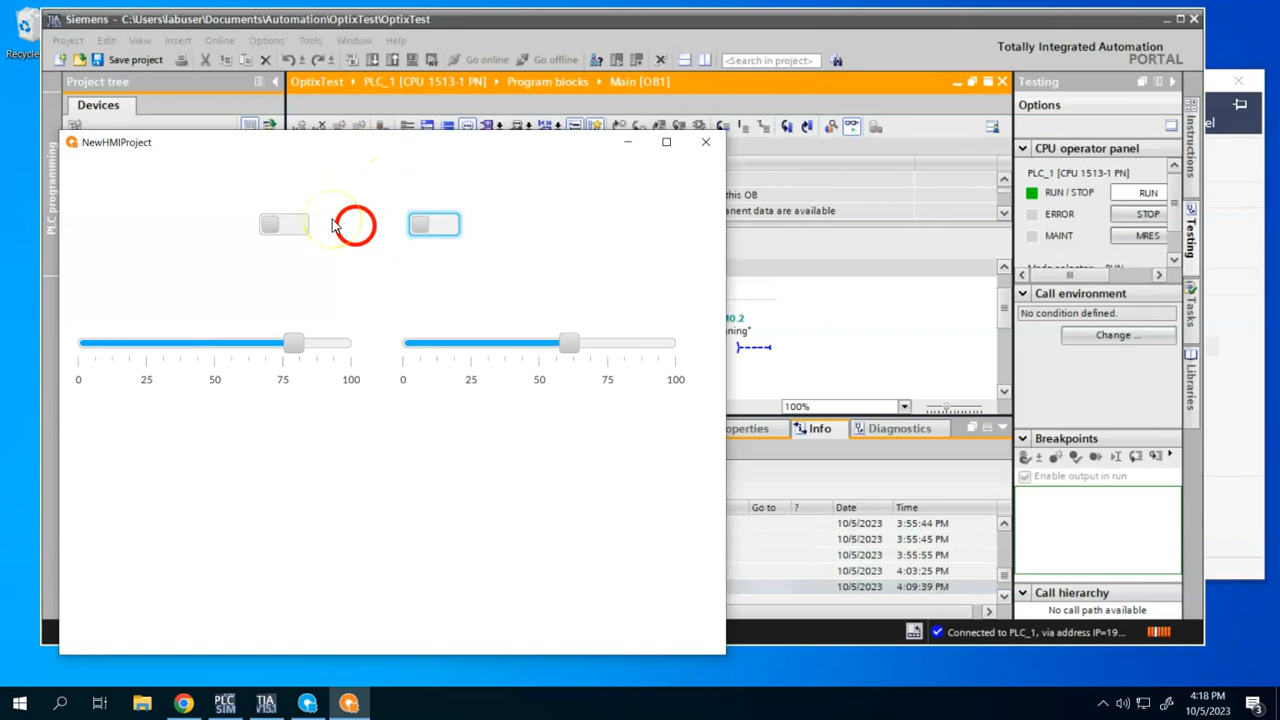 Recycle
Siemens - C:\Users\labuser\Documents\Automation\OptixTest\OptixTest
Project Edit View Insert Online Options Tools Window Help
Totally Integrated Automation
PORTAL
Save project
Go online
Go offline
<Search in project>
Project tree
OptixTest PLC_1 [CPU 1513-1 PN] Program blocks Main [OB1]
Testing
Devices
Options
PLC programming
NewHMIProject
CPU operator panel
PLC_1 [CPU 1513-1 PN]
RUN / STOP RUN
ERROR STOP
MAINT MRES
this OB
nent data are available
Call environment
No condition defined.
Change ...
0 25 50 75 100
0 25 50 75 100
100%
operties Info Diagnostics
Breakpoints
Enable output in run
Go to ? Date Time
10/5/2023 3:55:44 PM
10/5/2023 3:55:45 PM
10/5/2023 3:55:55 PM
10/5/2023 4:03:25 PM
10/5/2023 4:09:39 PM
Call hierarchy
No call path available
Connected to PLC_1, via address IP=19...
Instructions
Testing
Tasks
Libraries
PLC SIM
TIA V18
4:18 PM
10/5/2023
3